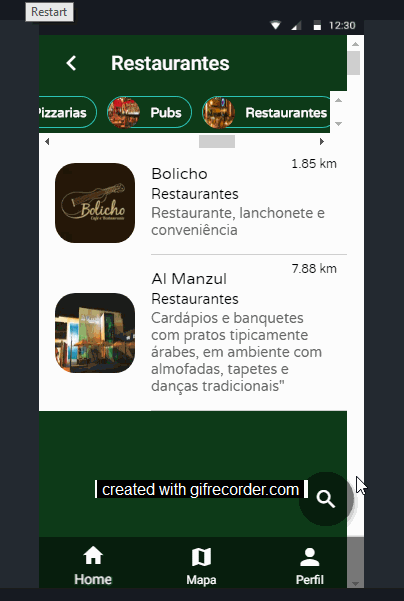 Restart
12:30
Restaurantes
Pizzarias
Pubs
Restaurantes
1.85 km
Bolicho
Restaurantes
Restaurante, lanchonete e
conveniência
Bolicho
7.88 km
Al Manzul
Restaurantes
Cardápios e banquetes
com pratos tipicamente
árabes, em ambiente com
almofadas, tapetes e
danças tradicionais"
created with gifrecorder.com
Home
Mapa
Perfil